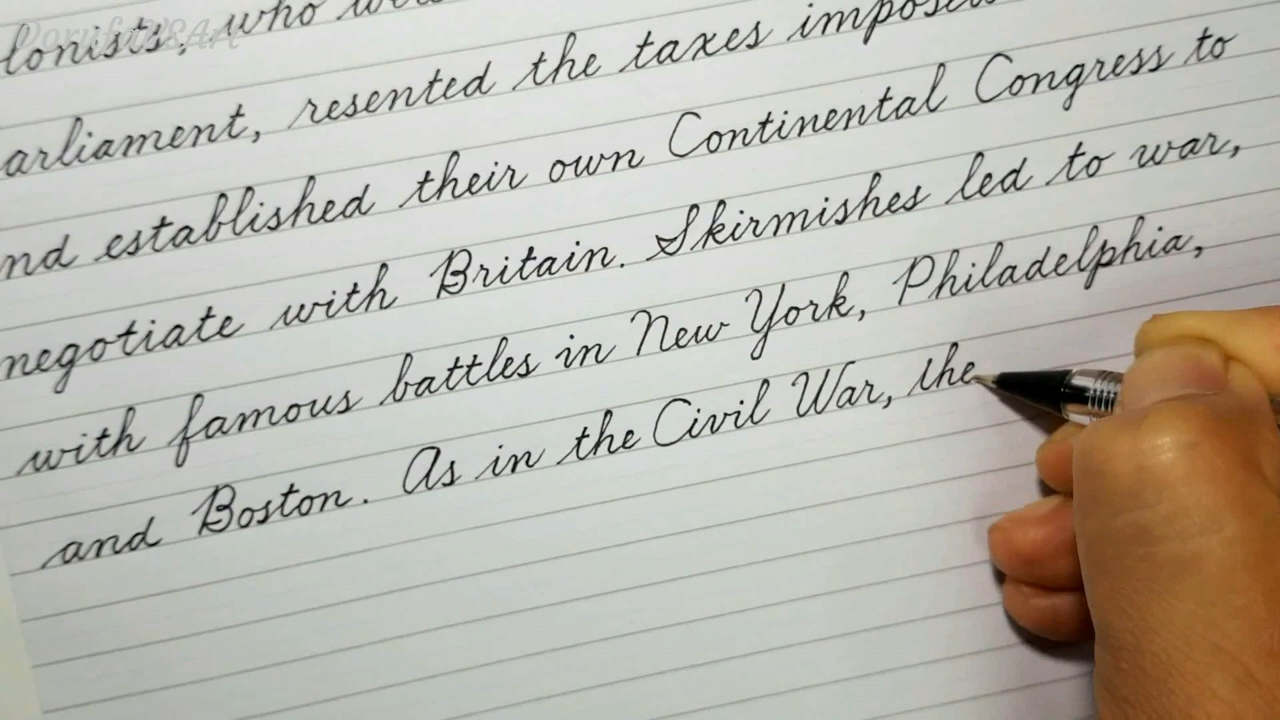 lonists, who
arliament, resented the taxes impos
nd established their own Continental Congress to
negotiate with Britain. Skirmishes led to war,
with famous battles in New York, Philadelphia,
and Boston. As in the Civil War, the